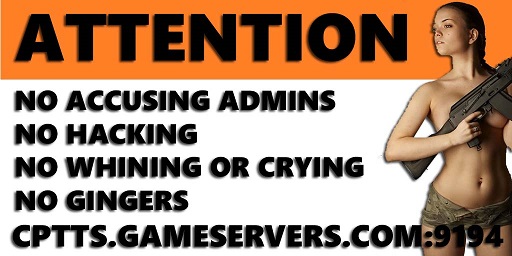 ATTENTION
NO ACCUSING ADMINS
NO HACKING
NO WHINING OR CRYING
NO GINGERS
CPTTS.GAMESERVERS.COM:9194